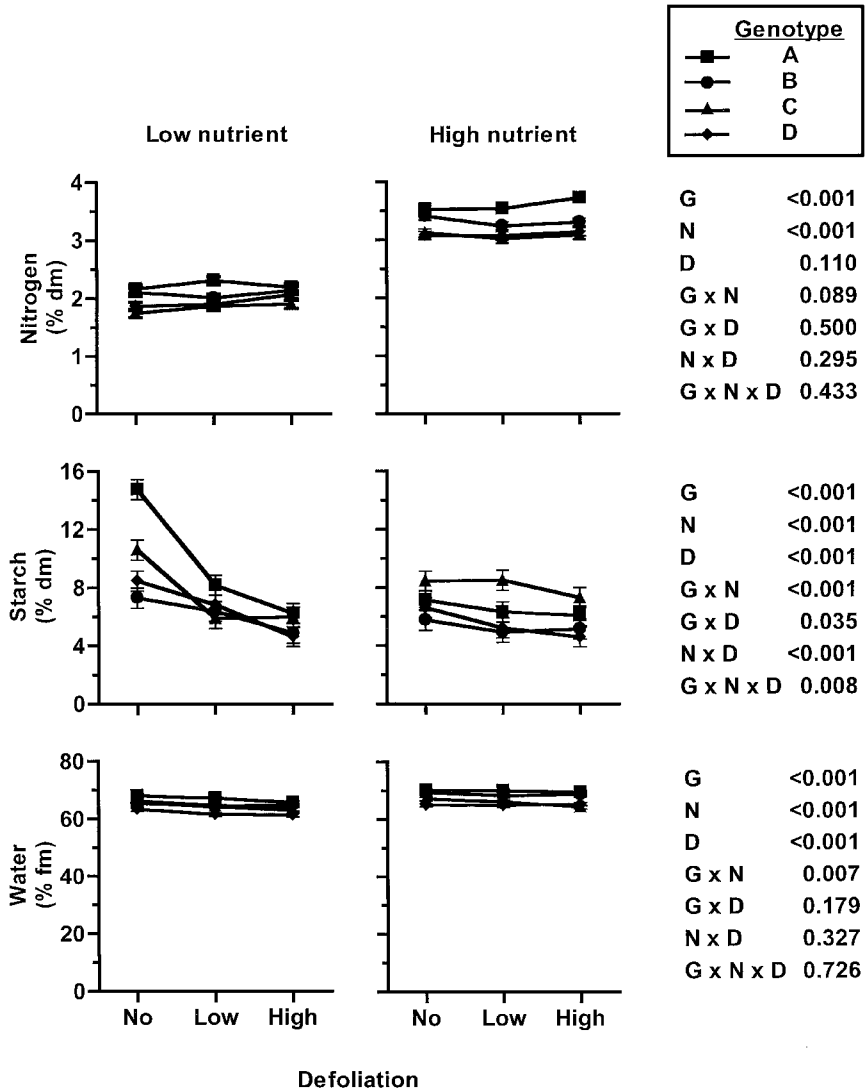 Genotype
A
B
C
D
Low nutrient
High nutrient
Nitrogen
(% dm)
4
3
2
1
0
G <0.001
N <0.001
D 0.110
G x N 0.089
G x D 0.500
N x D 0.295
G x N x D 0.433
Starch
(% dm)
16
12
8
4
0
G <0.001
N <0.001
D <0.001
G x N <0.001
G x D 0.035
N x D <0.001
G x N x D 0.008
Water
(% fm)
80
60
40
20
0
G <0.001
N <0.001
D <0.001
G x N 0.007
G x D 0.179
N x D 0.327
G x N x D 0.726
No Low High No Low High
Defoliation